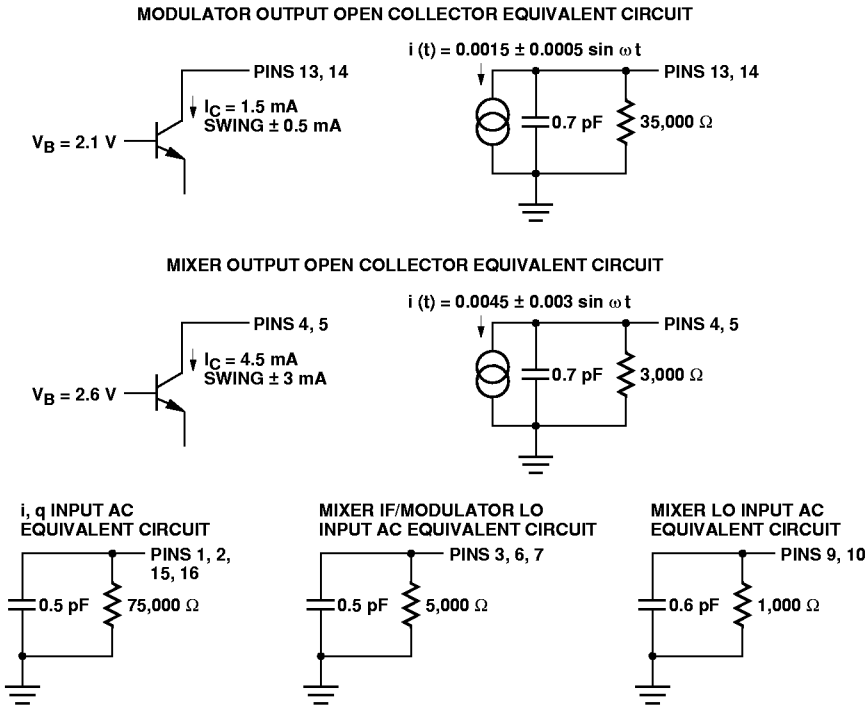 MODULATOR OUTPUT OPEN COLLECTOR EQUIVALENT CIRCUIT
PINS 13, 14
IC = 1.5 mA
SWING ± 0.5 mA
VB = 2.1 V
i (t) = 0.0015 ± 0.0005 sin ω t
PINS 13, 14
0.7 pF
35,000 Ω
MIXER OUTPUT OPEN COLLECTOR EQUIVALENT CIRCUIT
PINS 4, 5
IC = 4.5 mA
SWING ± 3 mA
VB = 2.6 V
i (t) = 0.0045 ± 0.003 sin ω t
PINS 4, 5
0.7 pF
3,000 Ω
i, q INPUT AC
EQUIVALENT CIRCUIT
PINS 1, 2,
15, 16
0.5 pF
75,000 Ω
MIXER IF/MODULATOR LO
INPUT AC EQUIVALENT CIRCUIT
PINS 3, 6, 7
0.5 pF
5,000 Ω
MIXER LO INPUT AC
EQUIVALENT CIRCUIT
PINS 9, 10
0.6 pF
1,000 Ω